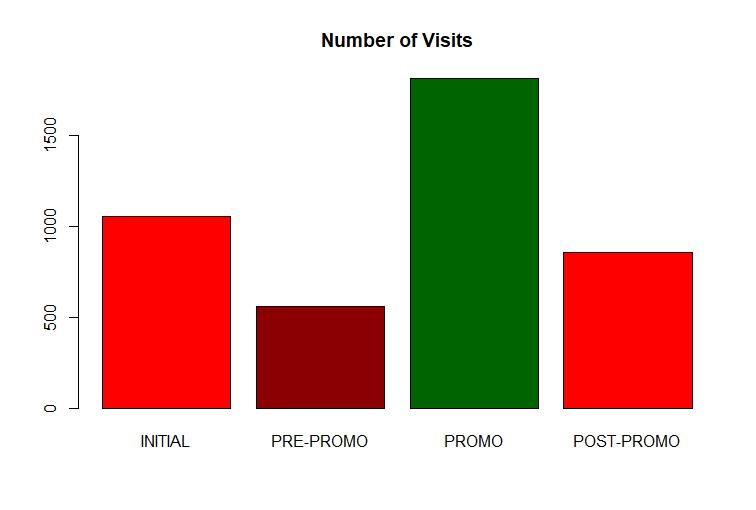 Number of Visits
1500
1000
500
0
INITIAL PRE-PROMO PROMO POST-PROMO